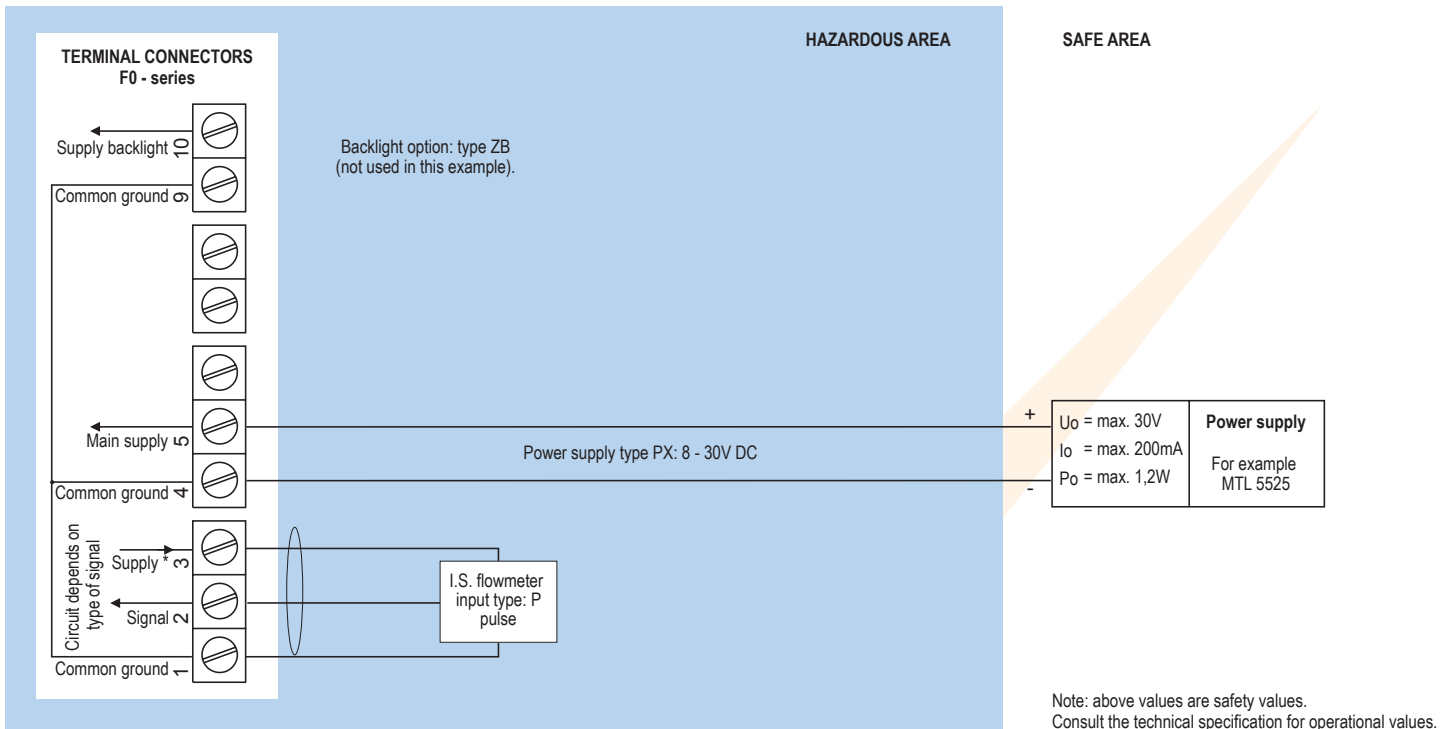 HAZARDOUS AREA
SAFE AREA
TERMINAL CONNECTORS
F0 - series
Supply backlight 10
Common ground 9
Backlight option: type ZB
(not used in this example).
Main supply 5
Common ground 4
Power supply type PX: 8 - 30V DC
+
-
Uo = max. 30V
Io = max. 200mA
Po = max. 1,2W
Power supply
For example
MTL 5525
Circuit depends on
type of signal
Supply * 3
Signal 2
Common ground 1
I.S. flowmeter
input type: P
pulse
Note: above values are safety values.
Consult the technical specification for operational values.